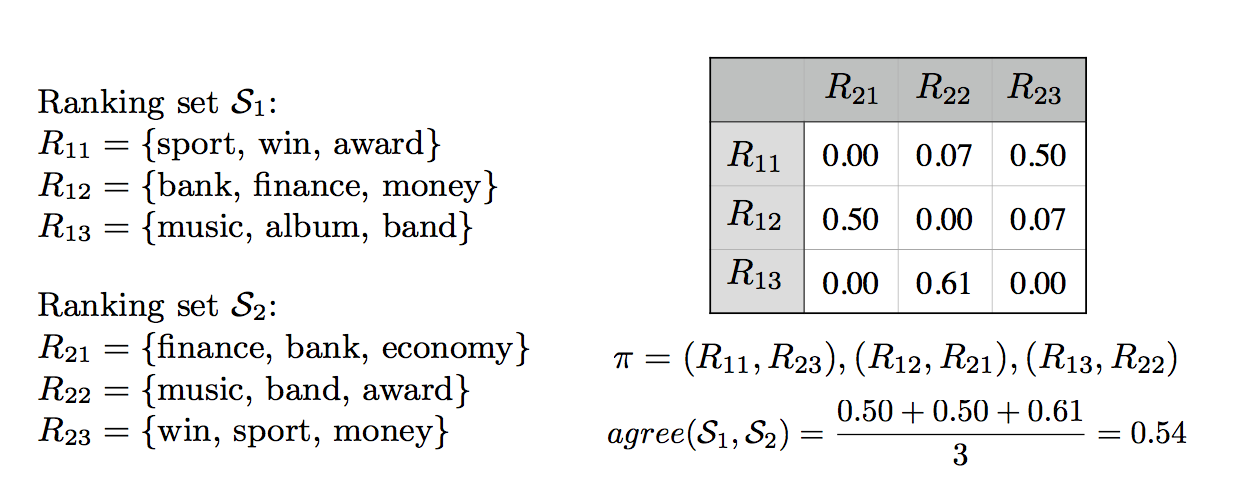 Ranking set 𝒮₁:
R₁₁ = {sport, win, award}
R₁₂ = {bank, finance, money}
R₁₃ = {music, album, band}
Ranking set 𝒮₂:
R₂₁ = {finance, bank, economy}
R₂₂ = {music, band, award}
R₂₃ = {win, sport, money}
R₂₁ R₂₂ R₂₃
R₁₁ 0.00 0.07 0.50
R₁₂ 0.50 0.00 0.07
R₁₃ 0.00 0.61 0.00
π = (R₁₁, R₂₃), (R₁₂, R₂₁), (R₁₃, R₂₂)
agree(𝒮₁, 𝒮₂) = (0.50 + 0.50 + 0.61) / 3 = 0.54